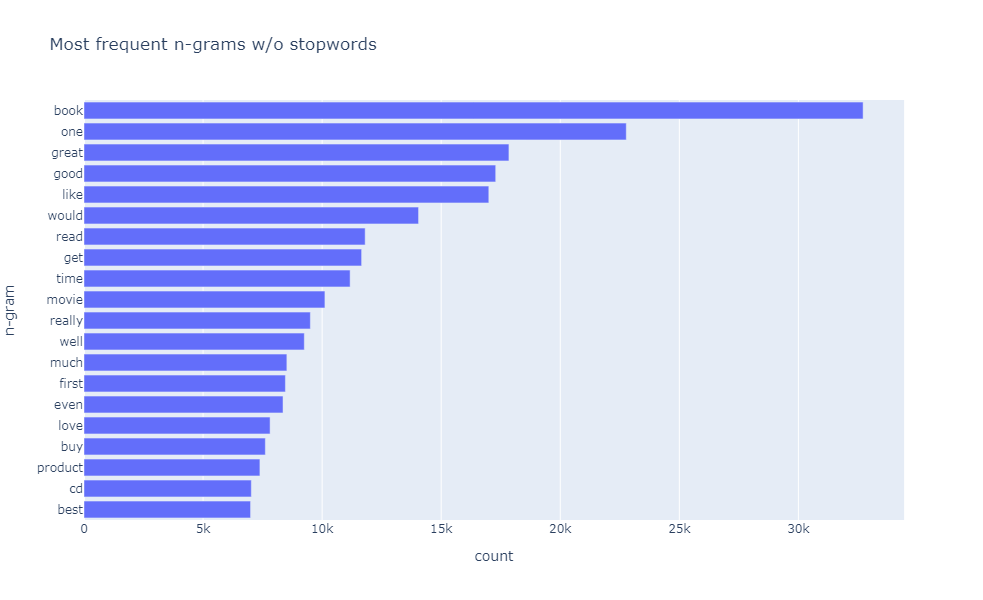 Most frequent n-grams w/o stopwords
n-gram
book
one
great
good
like
would
read
get
time
movie
really
well
much
first
even
love
buy
product
cd
best
0 5k 10k 15k 20k 25k 30k
count